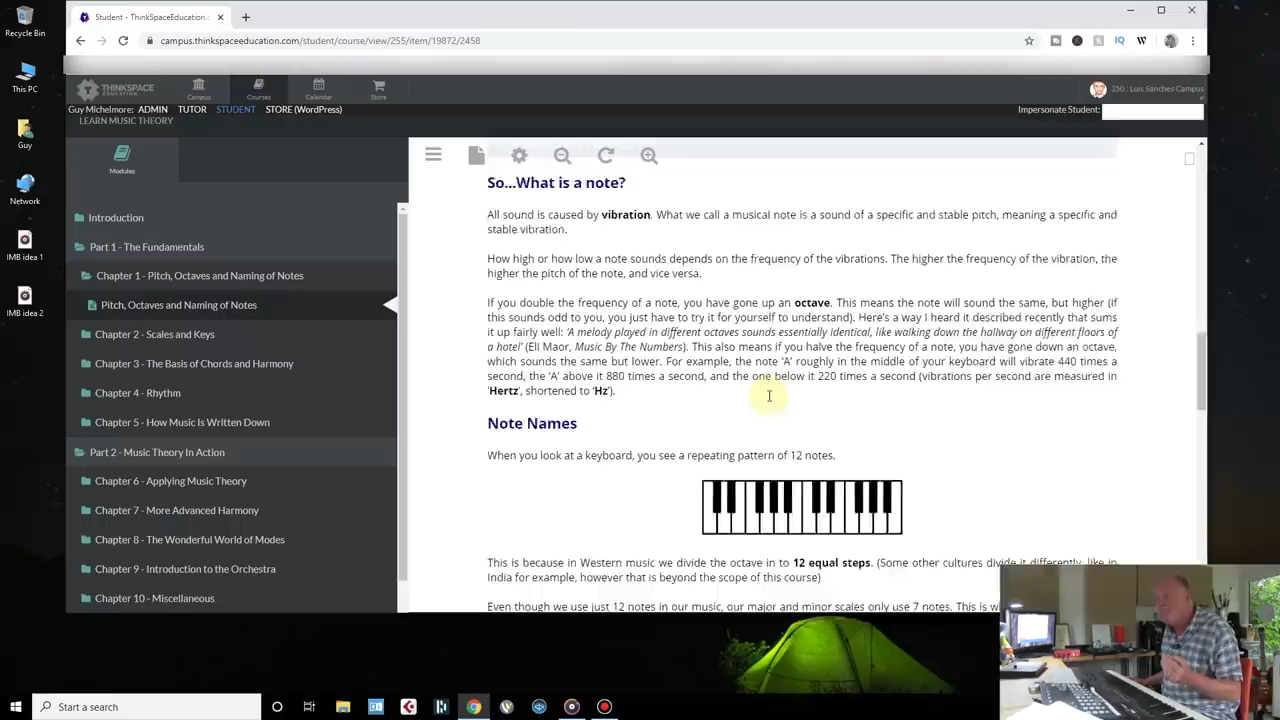 Recycle Bin
This PC
Guy
Network
IMB idea 1
IMB idea 2
Student - ThinkSpaceEducation.c
campus.thinkspaceeducation.com/student/course/view/255/item/19872/2458
IQ
W
THINKSPACE
EDUCATION
Campus
Courses
Calendar
Store
350 : Luis Sanches Campus
Guy Michelmore: ADMIN TUTOR STUDENT STORE (WordPress)
Impersonate Student:
LEARN MUSIC THEORY
Modules
Introduction
Part 1 - The Fundamentals
Chapter 1 - Pitch, Octaves and Naming of Notes
Pitch, Octaves and Naming of Notes
Chapter 2 - Scales and Keys
Chapter 3 - The Basis of Chords and Harmony
Chapter 4 - Rhythm
Chapter 5 - How Music Is Written Down
Part 2 - Music Theory In Action
Chapter 6 - Applying Music Theory
Chapter 7 - More Advanced Harmony
Chapter 8 - The Wonderful World of Modes
Chapter 9 - Introduction to the Orchestra
Chapter 10 - Miscellaneous
So...What is a note?
All sound is caused by vibration. What we call a musical note is a sound of a specific and stable pitch, meaning a specific and
stable vibration.
How high or how low a note sounds depends on the frequency of the vibrations. The higher the frequency of the vibration, the
higher the pitch of the note, and vice versa.
If you double the frequency of a note, you have gone up an octave. This means the note will sound the same, but higher (if
this sounds odd to you, you just have to try it for yourself to understand). Here's a way I heard it described recently that sums
it up fairly well: 'A melody played in different octaves sounds essentially identical, like walking down the hallway on different floors of
a hotel' (Eli Maor, Music By The Numbers). This also means if you halve the frequency of a note, you have gone down an octave,
which sounds the same but lower. For example, the note 'A' roughly in the middle of your keyboard will vibrate 440 times a
second, the 'A' above it 880 times a second, and the one below it 220 times a second (vibrations per second are measured in
'Hertz', shortened to 'Hz').
Note Names
When you look at a keyboard, you see a repeating pattern of 12 notes.
This is because in Western music we divide the octave in to 12 equal steps. (Some other cultures divide it differently, like in
India for example, however that is beyond the scope of this course)
Even though we use just 12 notes in our music, our major and minor scales only use 7 notes. This is
Start a search